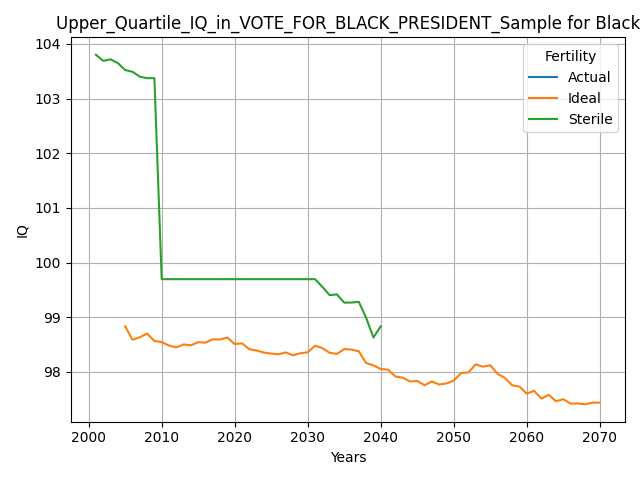 Upper_Quartile_IQ_in_VOTE_FOR_BLACK_PRESIDENT_Sample for Black
104
103
102
101
100
99
98
IQ
Fertility
Actual
Ideal
Sterile
2000 2010 2020 2030 2040 2050 2060 2070
Years